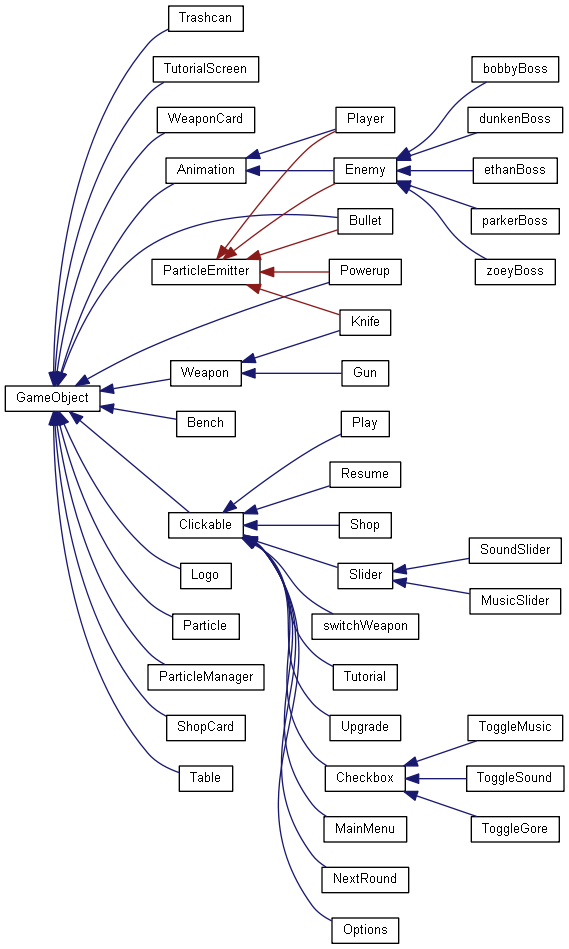 Trashcan
TutorialScreen
bobbyBoss
WeaponCard
Player
dunkenBoss
Animation
Enemy
ethanBoss
Bullet
parkerBoss
ParticleEmitter
Powerup
zoeyBoss
Knife
Weapon
Gun
GameObject
Bench
Play
Resume
Clickable
Shop
SoundSlider
Logo
Slider
MusicSlider
Particle
switchWeapon
ParticleManager
Tutorial
ShopCard
Upgrade
ToggleMusic
Table
Checkbox
ToggleSound
MainMenu
ToggleGore
NextRound
Options